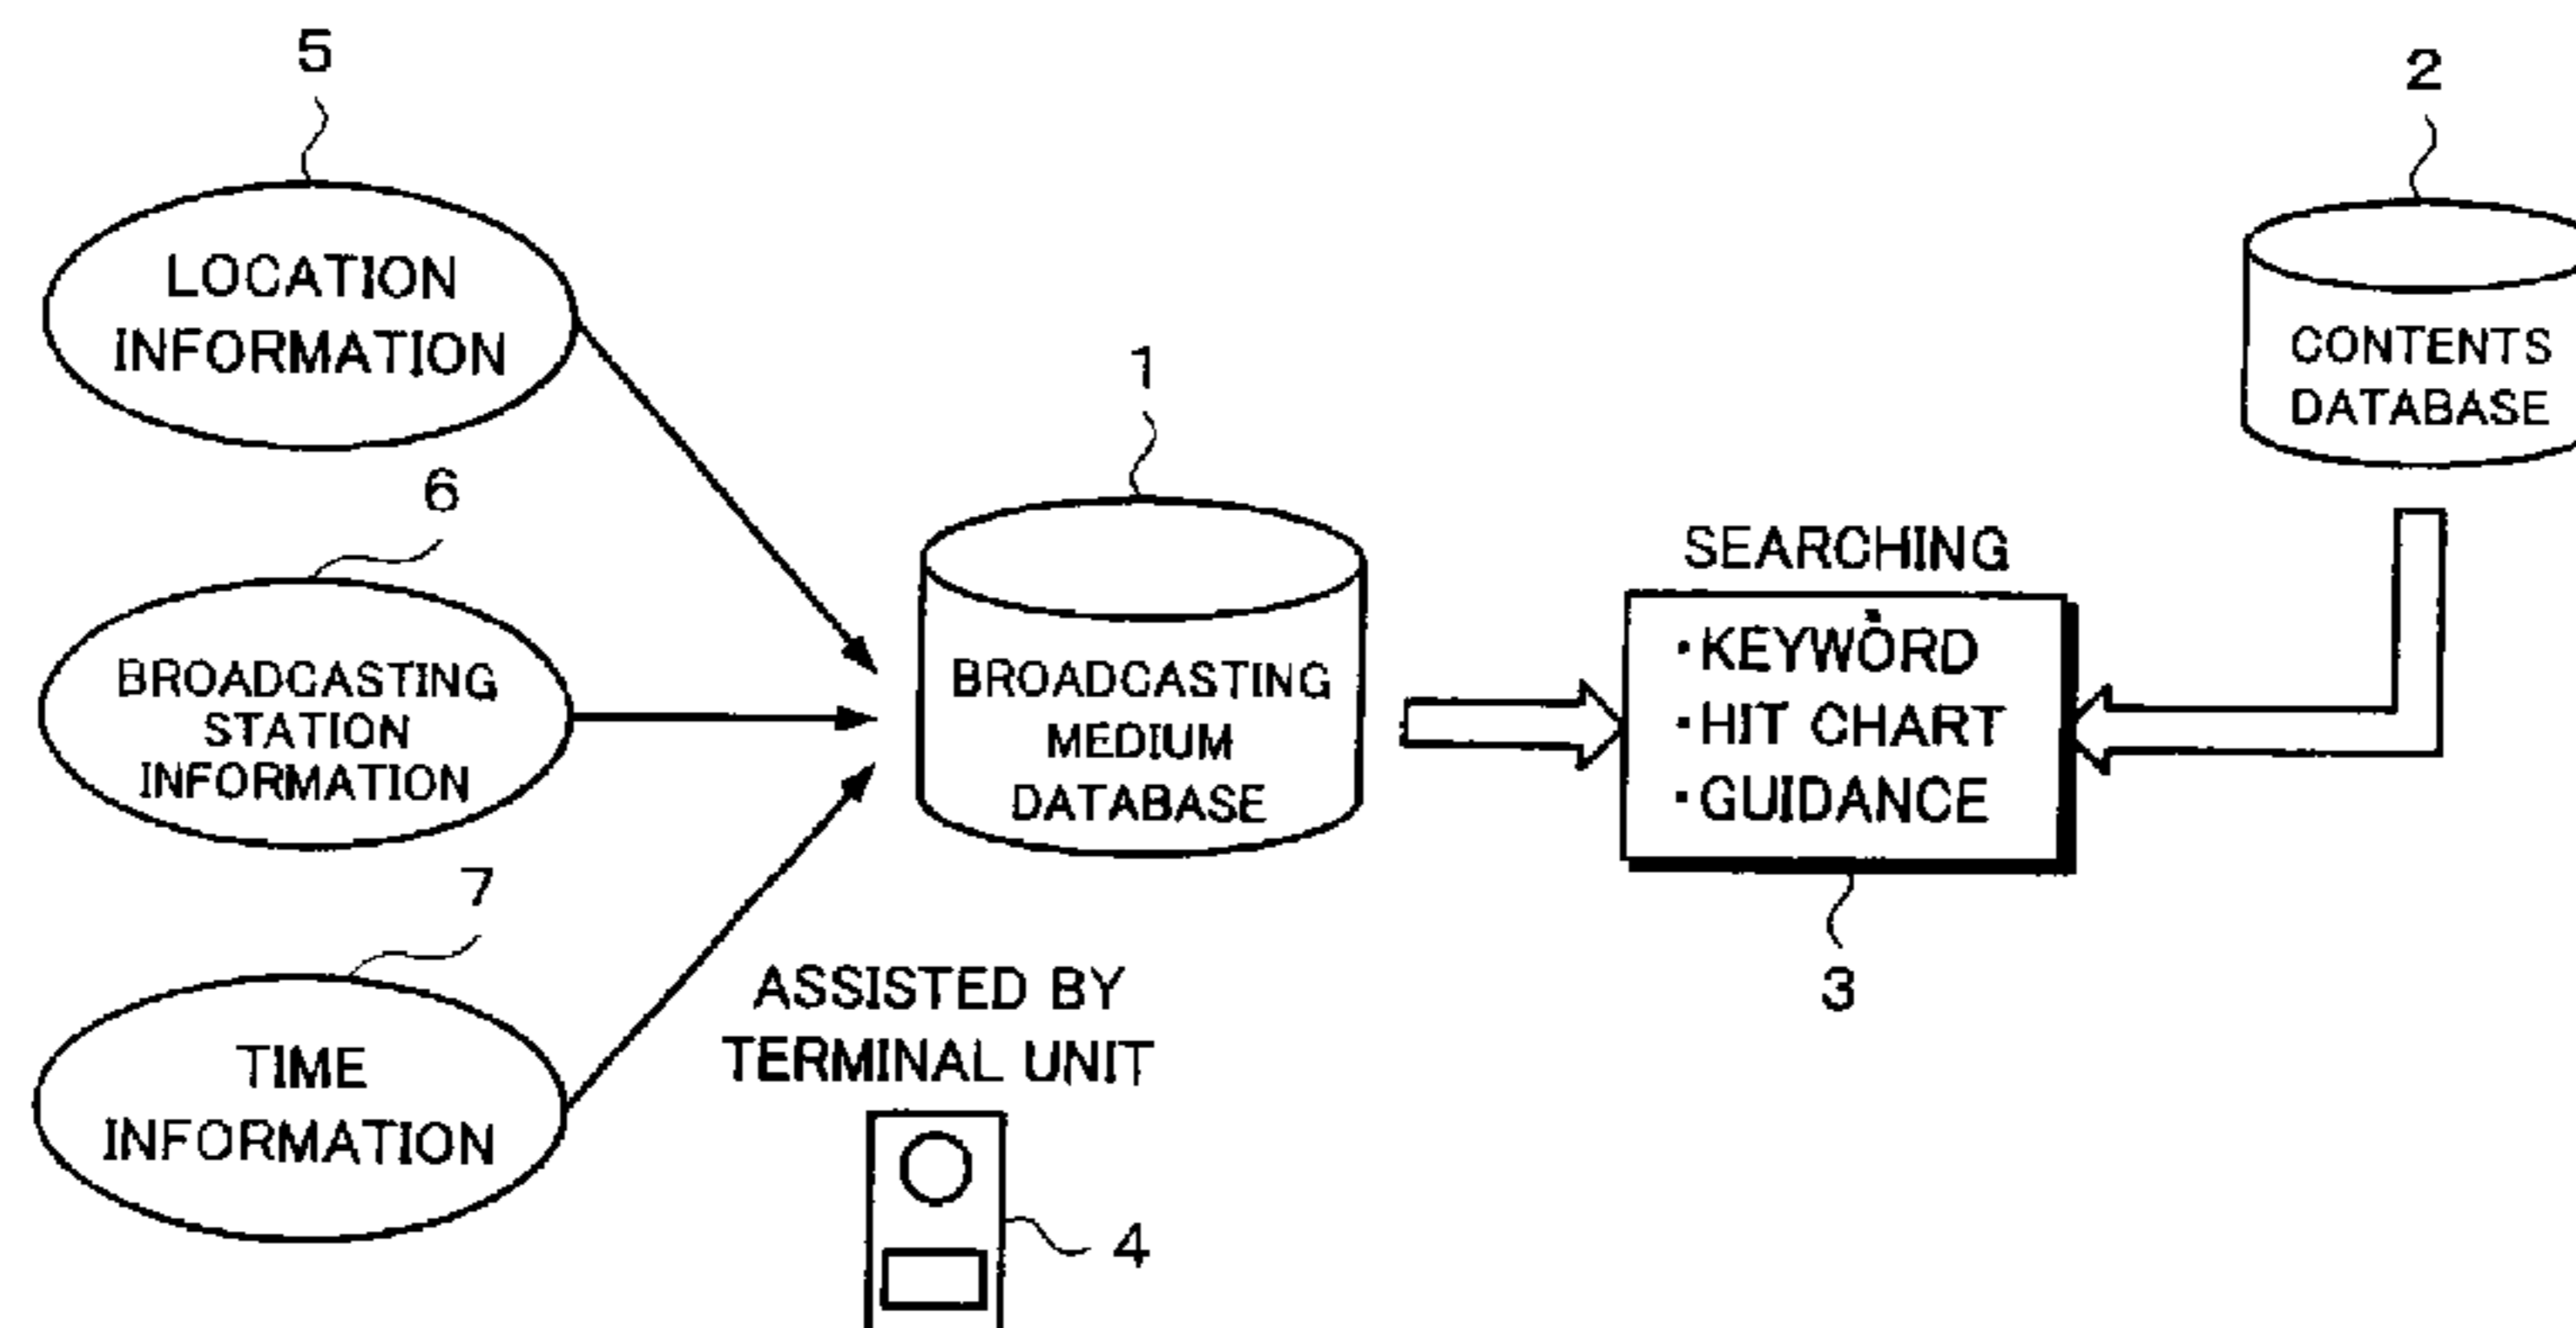 5
LOCATION
INFORMATION
6
BROADCASTING
STATION
INFORMATION
7
TIME
INFORMATION
1
BROADCASTING
MEDIUM
DATABASE
ASSISTED BY
TERMINAL UNIT
4
SEARCHING
・KEYWORD
・HIT CHART
・GUIDANCE
3
2
CONTENTS
DATABASE